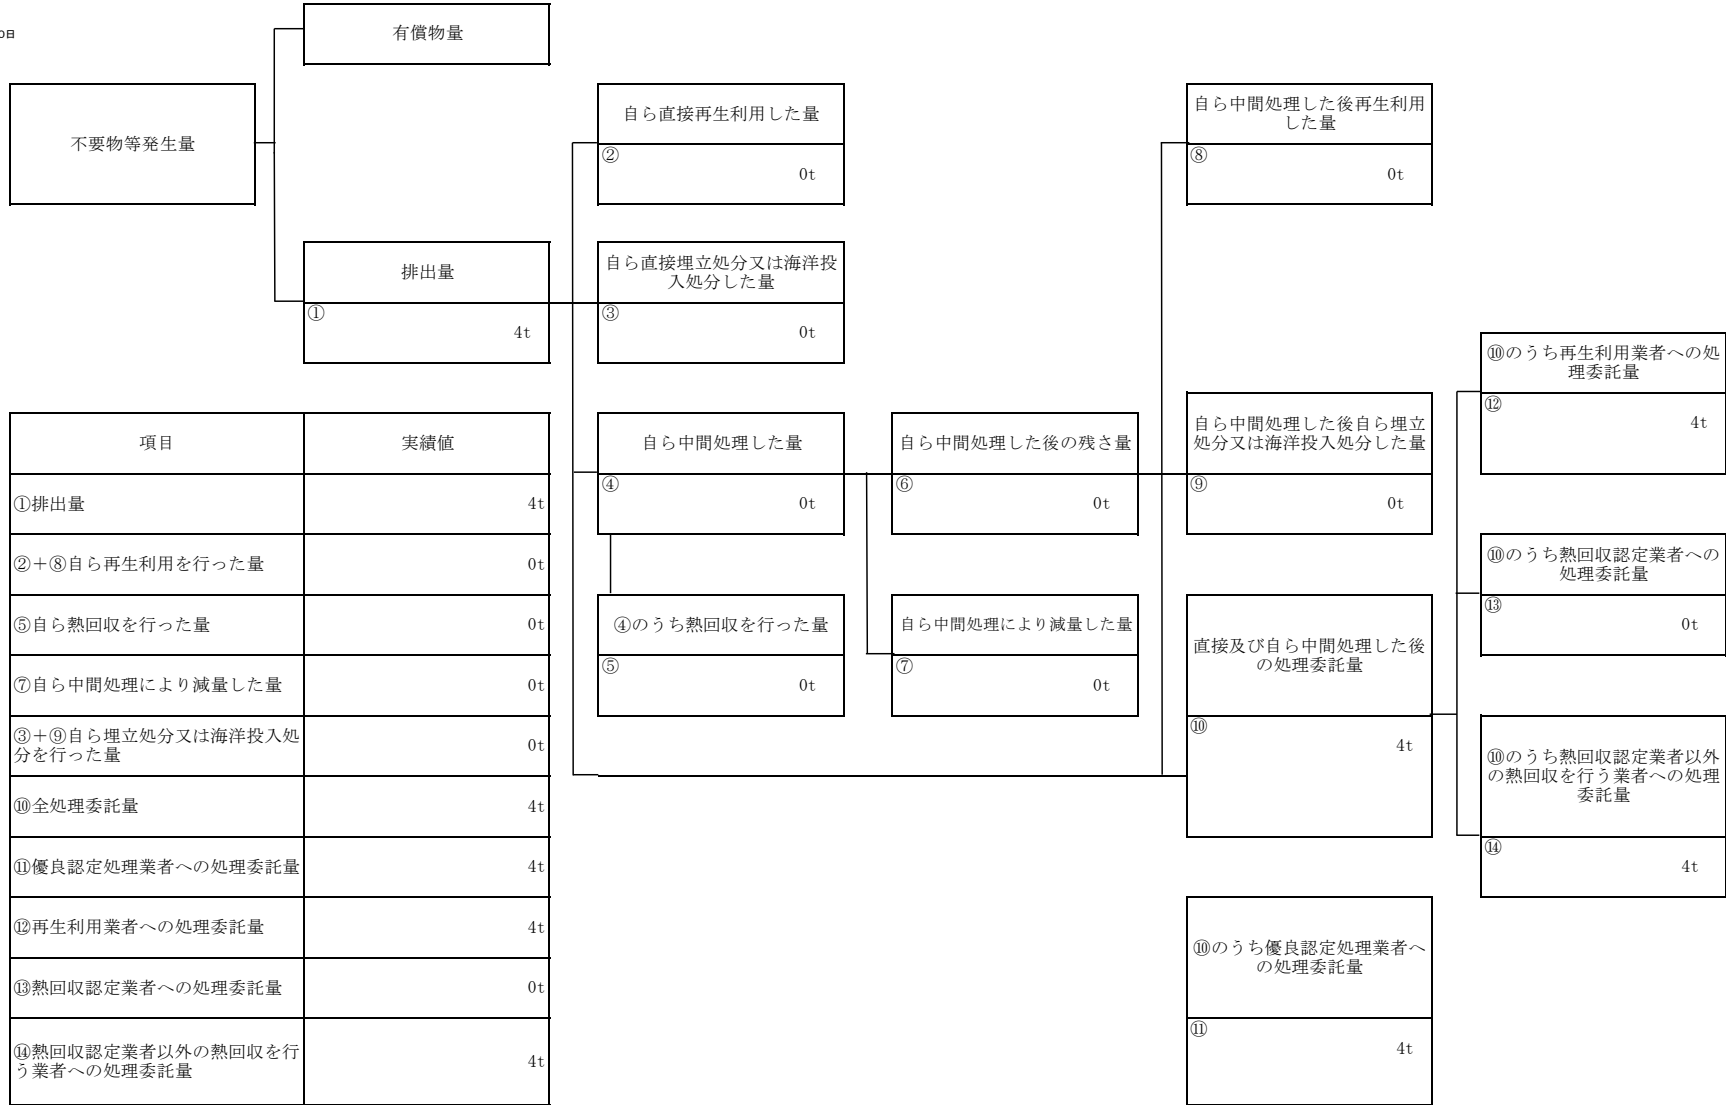 0日
有償物量
不要物等発生量
自ら直接再生利用した量
②
0t
自ら中間処理した後再生利用
した量
⑧
0t
排出量
①
4t
自ら直接埋立処分又は海洋投
入処分した量
③
0t
⑩のうち再生利用業者への処
理委託量
⑫
4t
自ら中間処理した量
④
0t
自ら中間処理した後の残さ量
⑥
0t
自ら中間処理した後自ら埋立
処分又は海洋投入処分した量
⑨
0t
⑩のうち熱回収認定業者への
処理委託量
⑬
0t
④のうち熱回収を行った量
⑤
0t
自ら中間処理により減量した量
⑦
0t
直接及び自ら中間処理した後
の処理委託量
⑩
4t
⑩のうち熱回収認定業者以外
の熱回収を行う業者への処理
委託量
⑭
4t
⑩のうち優良認定処理業者へ
の処理委託量
⑪
4t
項目 実績値
①排出量 4t
②+⑧自ら再生利用を行った量 0t
⑤自ら熱回収を行った量 0t
⑦自ら中間処理により減量した量 0t
③+⑨自ら埋立処分又は海洋投入処
分を行った量 0t
⑩全処理委託量 4t
⑪優良認定処理業者への処理委託量 4t
⑫再生利用業者への処理委託量 4t
⑬熱回収認定業者への処理委託量 0t
⑭熱回収認定業者以外の熱回収を行
う業者への処理委託量 4t